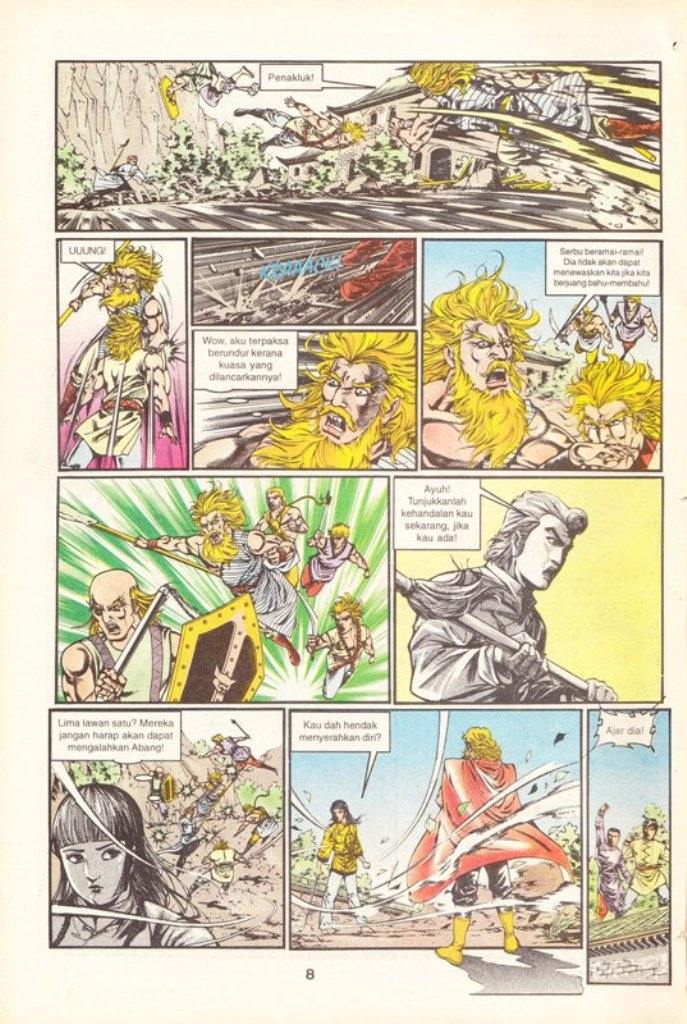 Penakluk!
UUUNG!
Wow, aku terpaksa
berundur kerana
kuasa yang
dilancarkannya!
Serbu beramai-ramai!
Dia tidak akan dapat
menewaskan kita jika kita
berjuang bahu-membahu!
Ayuh!
Tunjukkanlah
kehandalan kau
sekarang, jika
kau ada!
Lima lawan satu? Mereka
jangan harap akan dapat
mengalahkan Abang!
Kau dah hendak
menyerahkan diri?
Ajar dia!
8